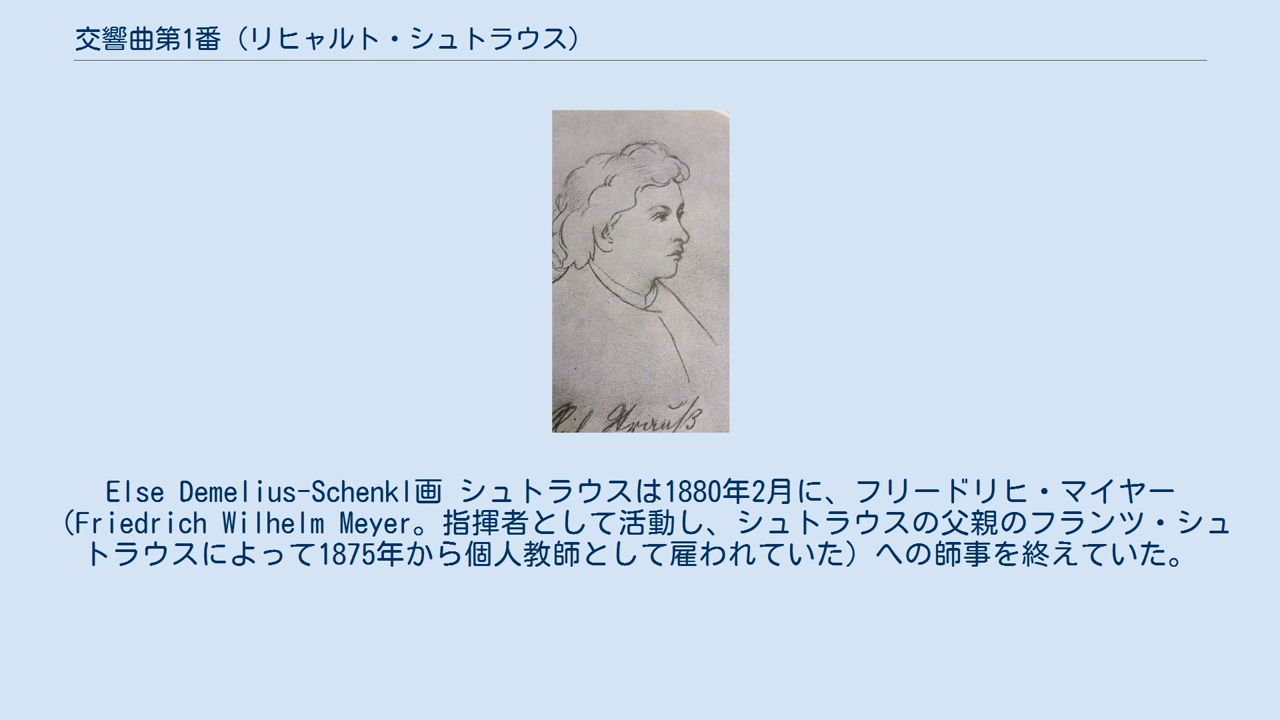 交響曲第1番（リヒャルト・シュトラウス）
Strauß
Else Demelius-Schenkl画 シュトラウスは1880年2月に、フリードリヒ・マイヤー
（Friedrich Wilhelm Meyer。指揮者として活動し、シュトラウスの父親のフランツ・シュ
トラウスによって1875年から個人教師として雇われていた）への師事を終えていた。